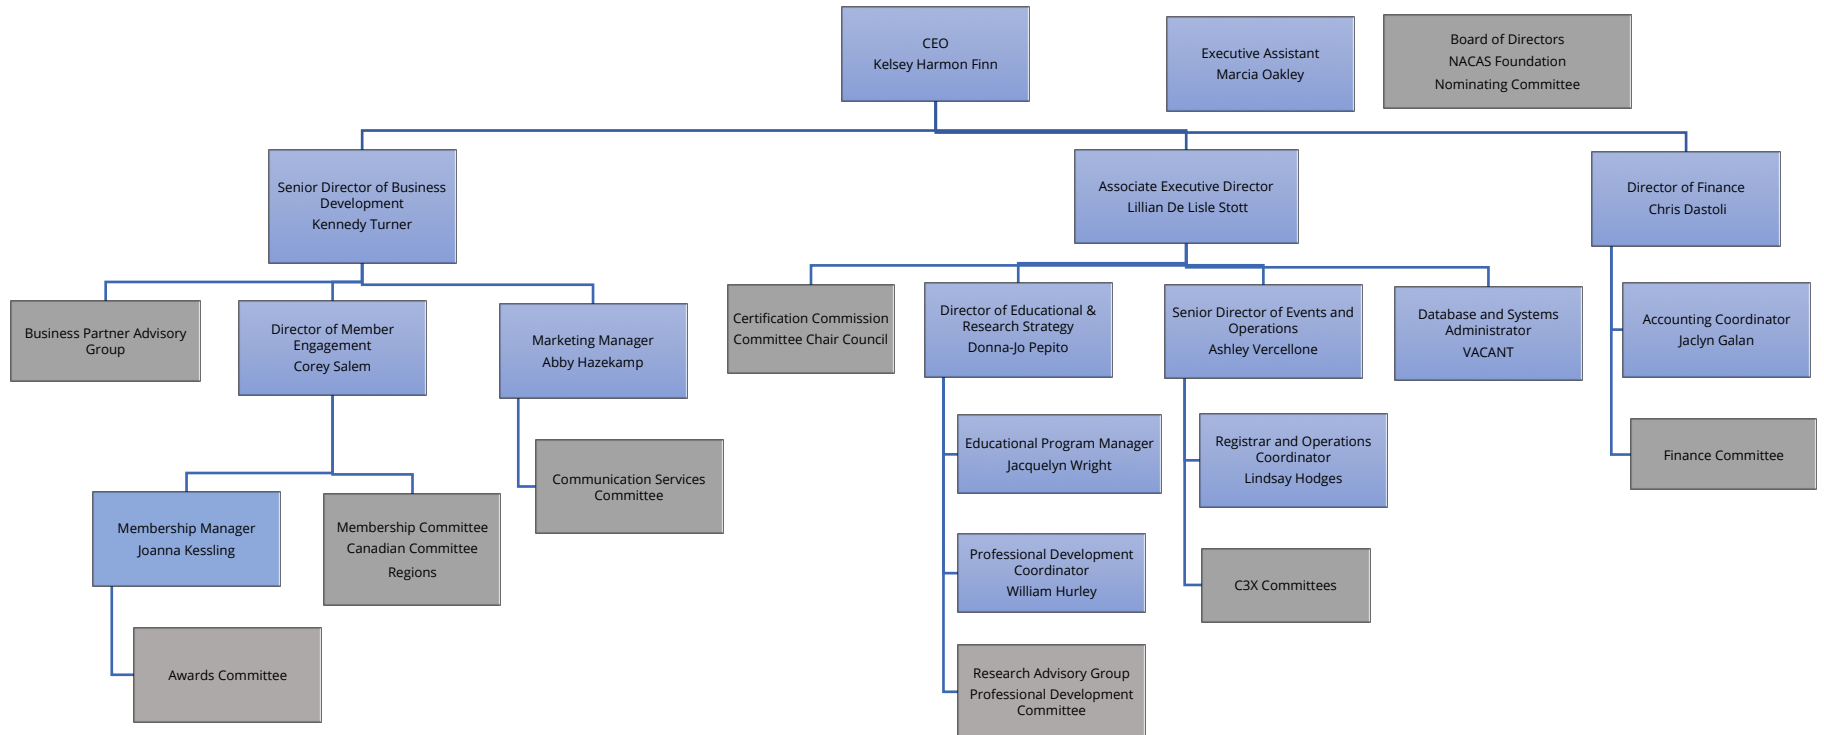 CEO
Kelsey Harmon Finn
Executive Assistant
Marcia Oakley
Board of Directors
NACAS Foundation
Nominating Committee
Senior Director of Business
Development
Kennedy Turner
Associate Executive Director
Lillian De Lisle Stott
Director of Finance
Chris Dastoli
Business Partner Advisory
Group
Director of Member
Engagement
Corey Salem
Marketing Manager
Abby Hazekamp
Certification Commission
Committee Chair Council
Director of Educational &
Research Strategy
Donna-Jo Pepito
Senior Director of Events and
Operations
Ashley Vercellone
Database and Systems
Administrator
VACANT
Accounting Coordinator
Jaclyn Galan
Communication Services
Committee
Educational Program Manager
Jacquelyn Wright
Registrar and Operations
Coordinator
Lindsay Hodges
Finance Committee
Membership Manager
Joanna Kessling
Membership Committee
Canadian Committee
Regions
Professional Development
Coordinator
William Hurley
C3X Committees
Awards Committee
Research Advisory Group
Professional Development
Committee